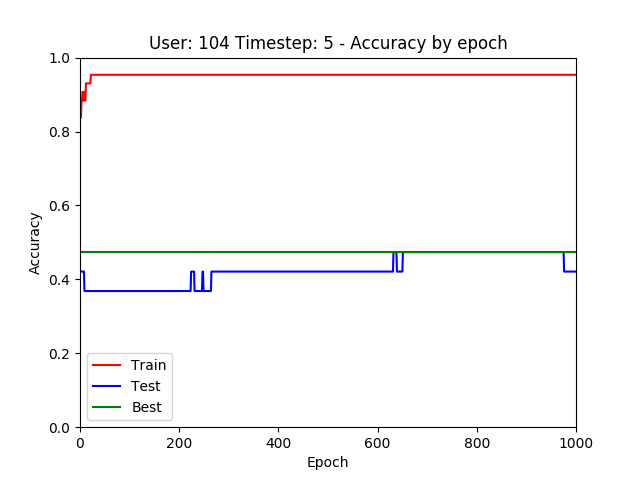 User: 104 Timestep: 5 - Accuracy by epoch
1.0
0.8
0.6
0.4
0.2
0.0
Accuracy
Train
Test
Best
0 200 400 600 800 1000
Epoch